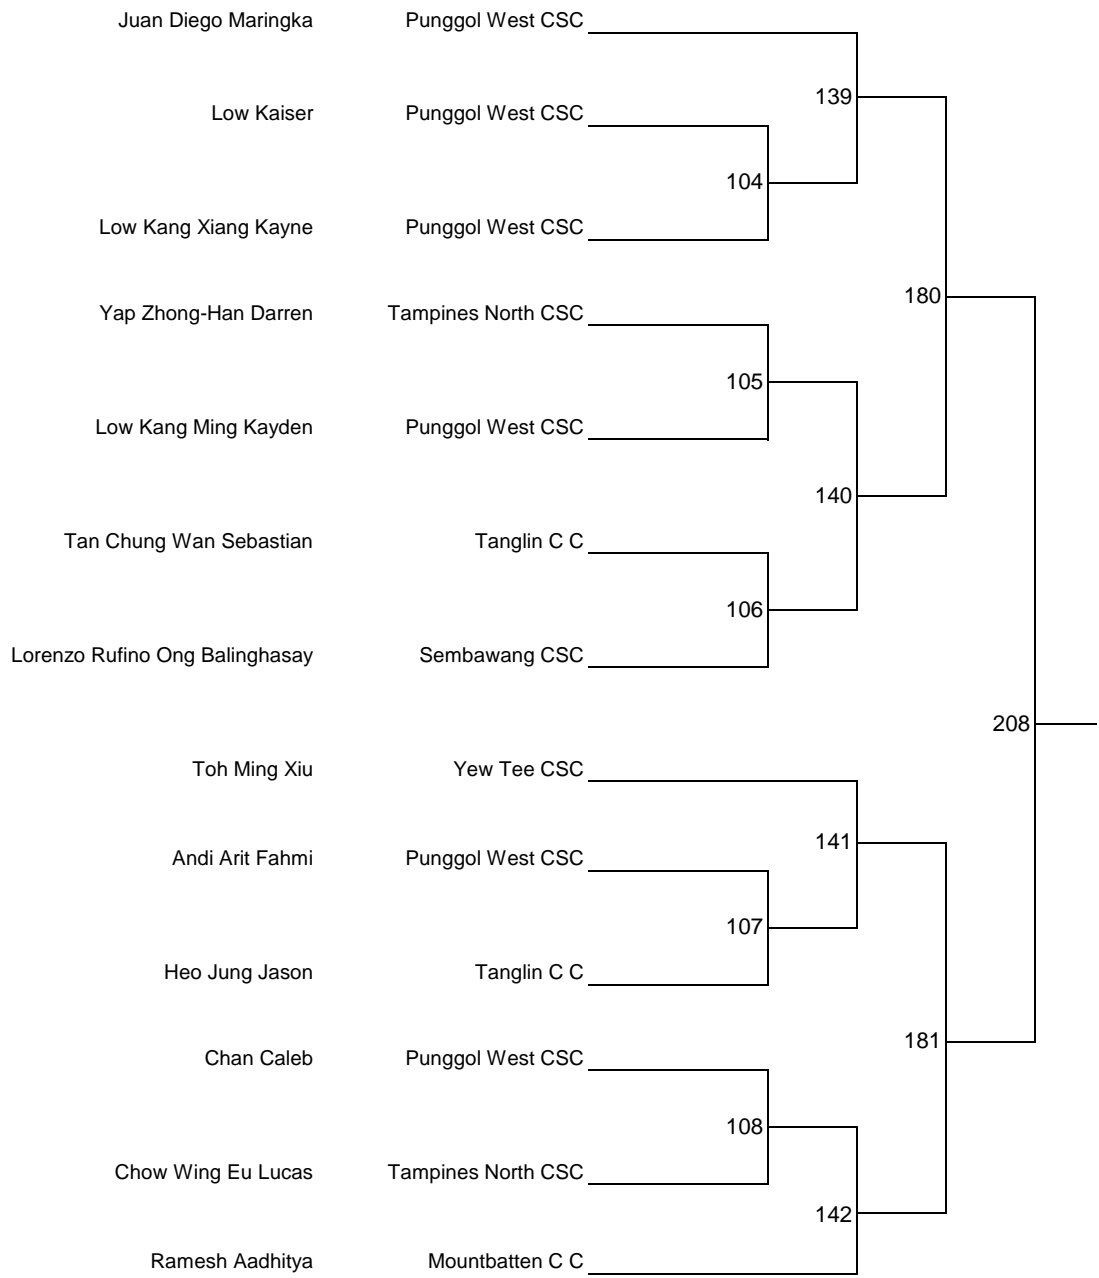 Juan Diego Maringka Punggol West CSC
139
Low Kaiser Punggol West CSC
104
Low Kang Xiang Kayne Punggol West CSC
180
Yap Zhong-Han Darren Tampines North CSC
105
Low Kang Ming Kayden Punggol West CSC
140
Tan Chung Wan Sebastian Tanglin C C
106
Lorenzo Rufino Ong Balinghasay Sembawang CSC
208
Toh Ming Xiu Yew Tee CSC
141
Andi Arit Fahmi Punggol West CSC
107
Heo Jung Jason Tanglin C C
181
Chan Caleb Punggol West CSC
108
Chow Wing Eu Lucas Tampines North CSC
142
Ramesh Aadhitya Mountbatten C C